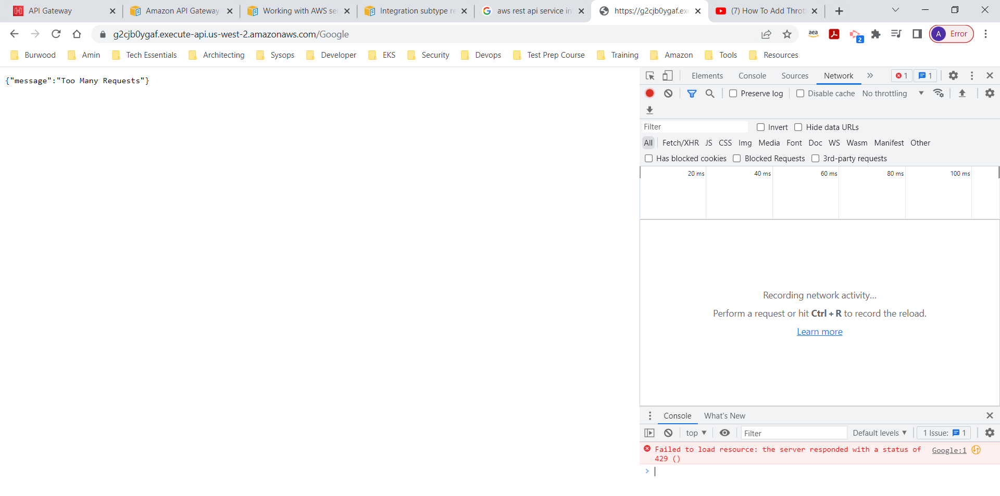 API Gateway
Amazon API Gateway
Working with AWS ser
Integration subtype re
aws rest api service in
https://g2cjb0ygaf.exe
(7) How To Add Throt
g2cjb0ygaf.execute-api.us-west-2.amazonaws.com/Google
aea
2
A Error
Burwood Amin Tech Essentials Architecting Sysops Developer EKS Security Devops Test Prep Course Training Amazon Tools Resources
{"message":"Too Many Requests"}
Elements Console Sources Network 1 1
Preserve log Disable cache No throttling
Filter Invert Hide data URLs
All Fetch/XHR JS CSS Img Media Font Doc WS Wasm Manifest Other
Has blocked cookies Blocked Requests 3rd-party requests
20 ms 40 ms 60 ms 80 ms 100 ms
Recording network activity…
Perform a request or hit Ctrl + R to record the reload.
Learn more
Console What's New
top Filter Default levels 1 Issue: 1
Failed to load resource: the server responded with a status of Google:1
429 ()